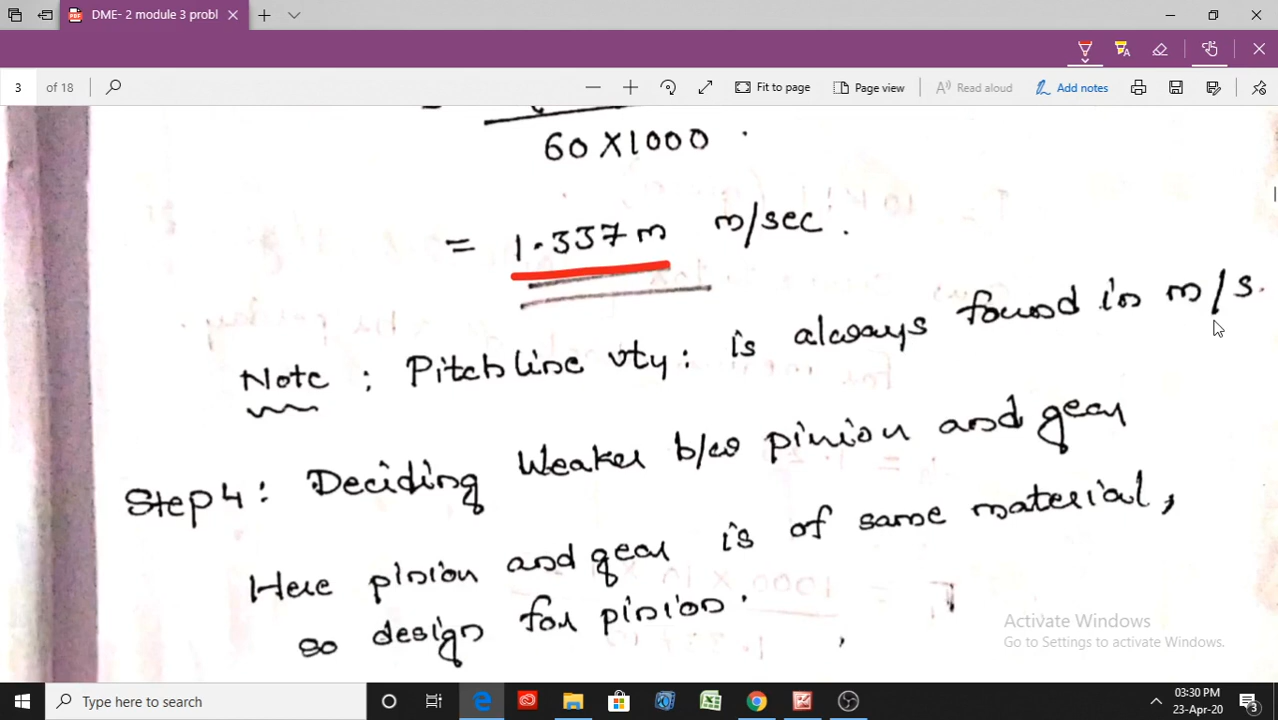 DME- 2 module 3 probl
3 of 18
Fit to page
Page view
Read aloud
Add notes
60 X 1000 .
= 1.337 m m/sec .
Note : Pitch line vty : is always found in m/s.
Step 4 : Deciding Weaker b/w pinion and gear
Here pinion and gear is of same material,
so design for pinion .
Activate Windows
Go to Settings to activate Windows.
Type here to search
03:30 PM
23-Apr-20
3